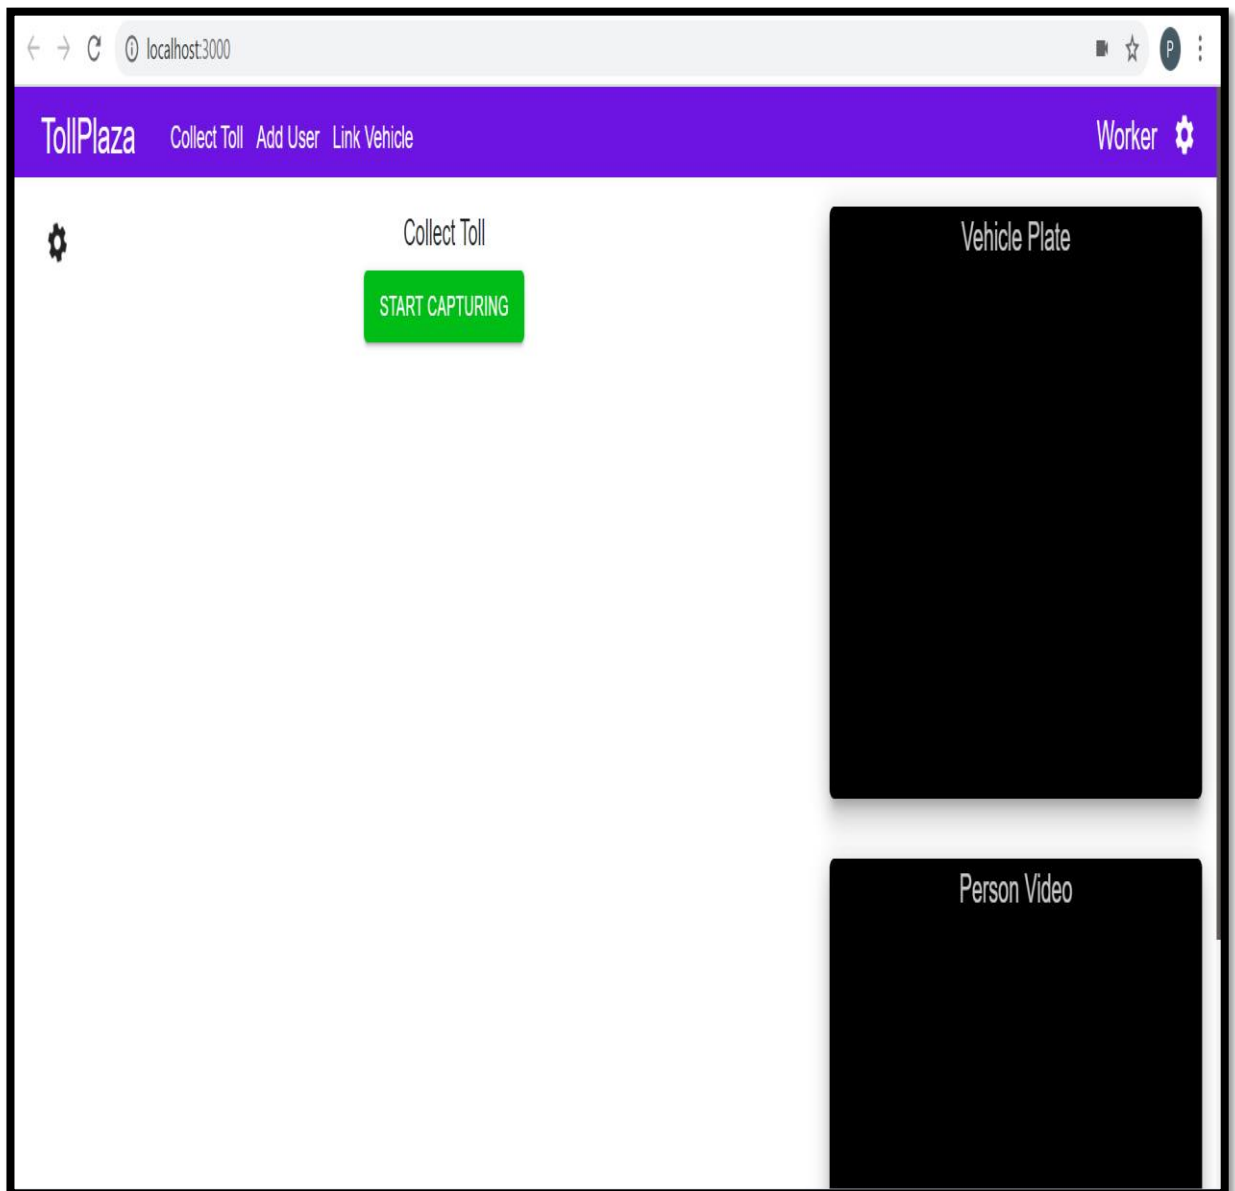 localhost:3000
P
TollPlaza Collect Toll Add User Link Vehicle Worker
Collect Toll
START CAPTURING
Vehicle Plate
Person Video